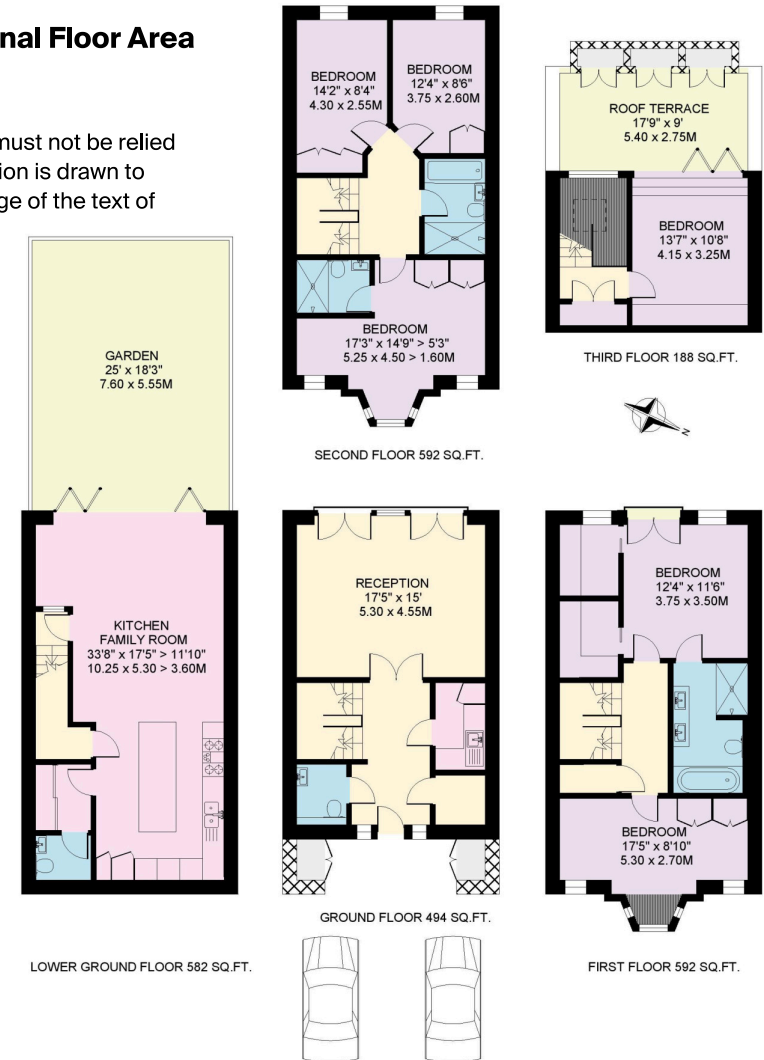 nal Floor Area
must not be relied
tion is drawn to
ge of the text of
BEDROOM
14'2" x 8'4"
4.30 x 2.55M
BEDROOM
12'4" x 8'6"
3.75 x 2.60M
BEDROOM
17'3" x 14'9" > 5'3"
5.25 x 4.50 > 1.60M
SECOND FLOOR 592 SQ.FT.
ROOF TERRACE
17'9" x 9'
5.40 x 2.75M
BEDROOM
13'7" x 10'8"
4.15 x 3.25M
THIRD FLOOR 188 SQ.FT.
N
GARDEN
25' x 18'3"
7.60 x 5.55M
KITCHEN
FAMILY ROOM
33'8" x 17'5" > 11'10"
10.25 x 5.30 > 3.60M
LOWER GROUND FLOOR 582 SQ.FT.
RECEPTION
17'5" x 15'
5.30 x 4.55M
GROUND FLOOR 494 SQ.FT.
BEDROOM
12'4" x 11'6"
3.75 x 3.50M
BEDROOM
17'5" x 8'10"
5.30 x 2.70M
FIRST FLOOR 592 SQ.FT.